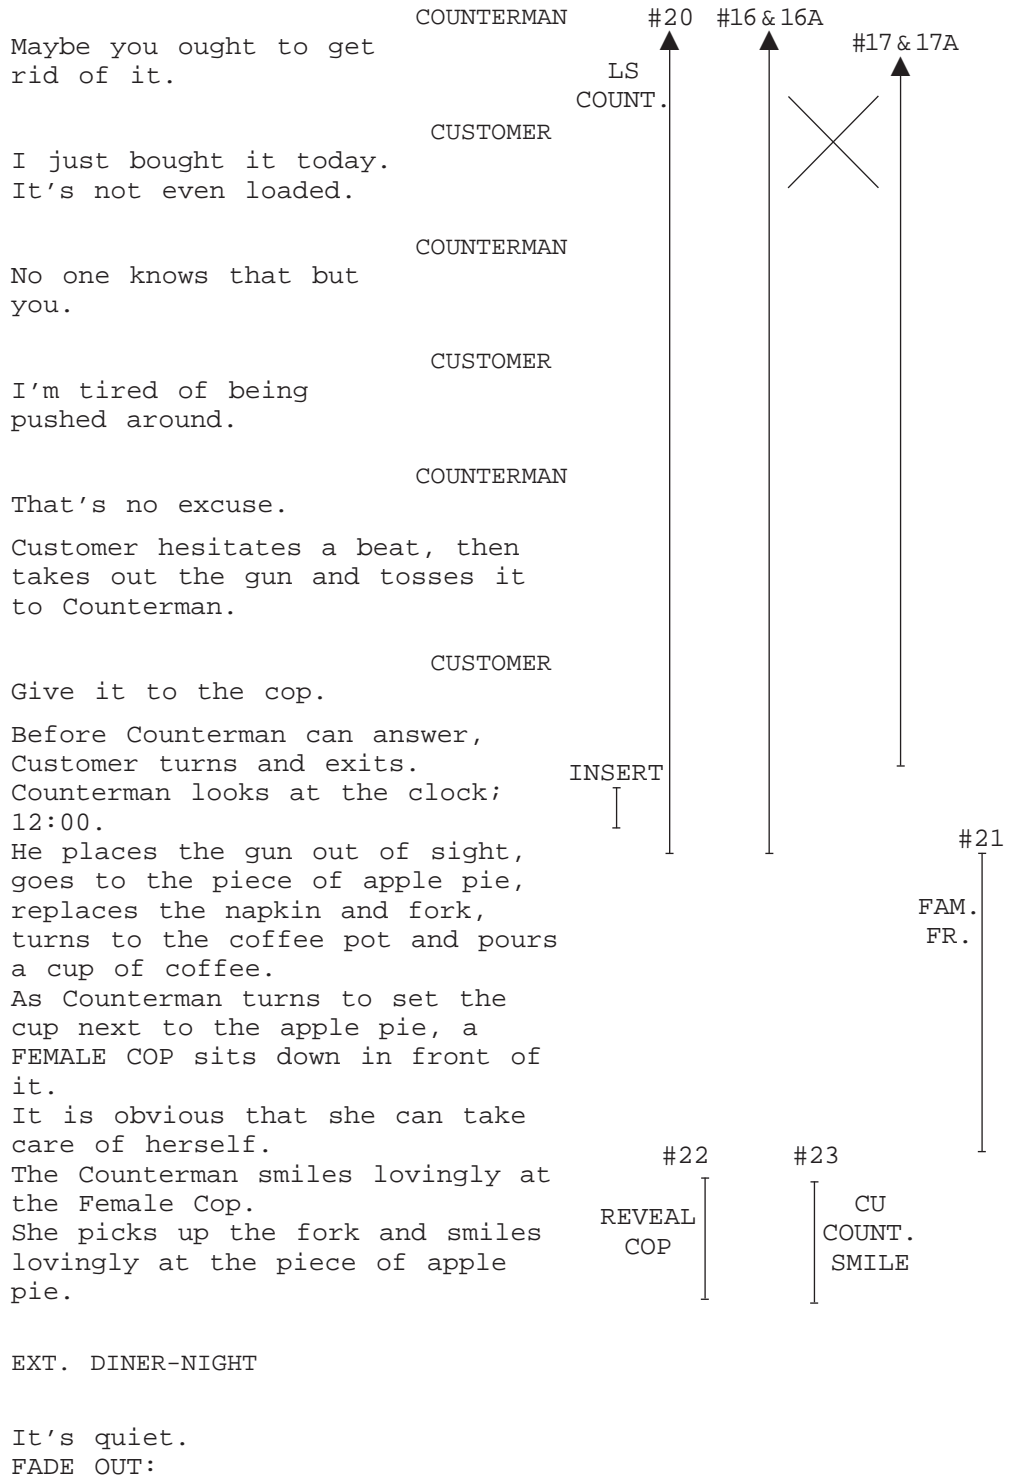 COUNTERMAN #20 #16 & 16A
#17 & 17A
Maybe you ought to get
rid of it.
LS
COUNT.
CUSTOMER
I just bought it today.
It's not even loaded.
COUNTERMAN
No one knows that but
you.
CUSTOMER
I'm tired of being
pushed around.
COUNTERMAN
That's no excuse.
Customer hesitates a beat, then
takes out the gun and tosses it
to Counterman.
CUSTOMER
Give it to the cop.
Before Counterman can answer,
Customer turns and exits.
INSERT
Counterman looks at the clock;
12:00.
#21
He places the gun out of sight,
goes to the piece of apple pie,
replaces the napkin and fork,
turns to the coffee pot and pours
a cup of coffee.
FAM.
FR.
As Counterman turns to set the
cup next to the apple pie, a
FEMALE COP sits down in front of
it.
It is obvious that she can take
care of herself.
#22 #23
The Counterman smiles lovingly at
the Female Cop.
She picks up the fork and smiles
lovingly at the piece of apple
pie.
REVEAL
COP
CU
COUNT.
SMILE
EXT. DINER-NIGHT
It's quiet.
FADE OUT: